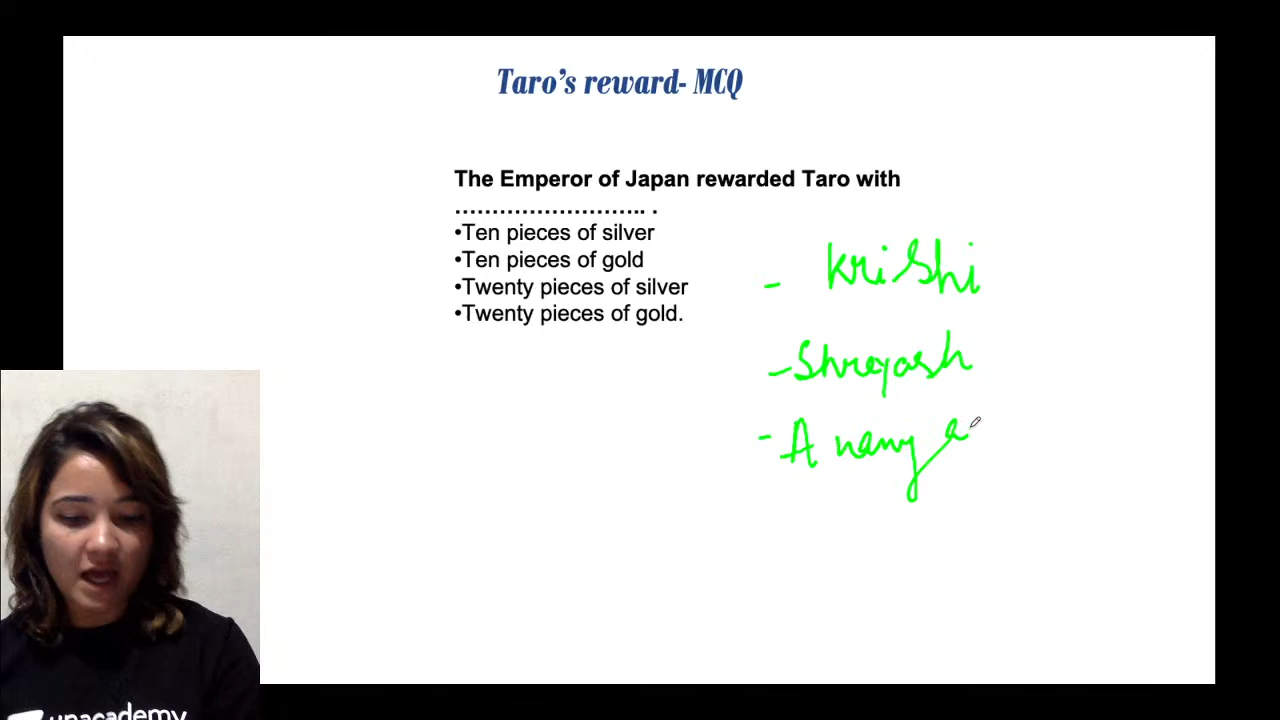 Taro's reward- MCQ
The Emperor of Japan rewarded Taro with
…………………….. .
•Ten pieces of silver
•Ten pieces of gold
•Twenty pieces of silver
•Twenty pieces of gold.
- Krishi
- Shreyash
- Ananya
unacademy